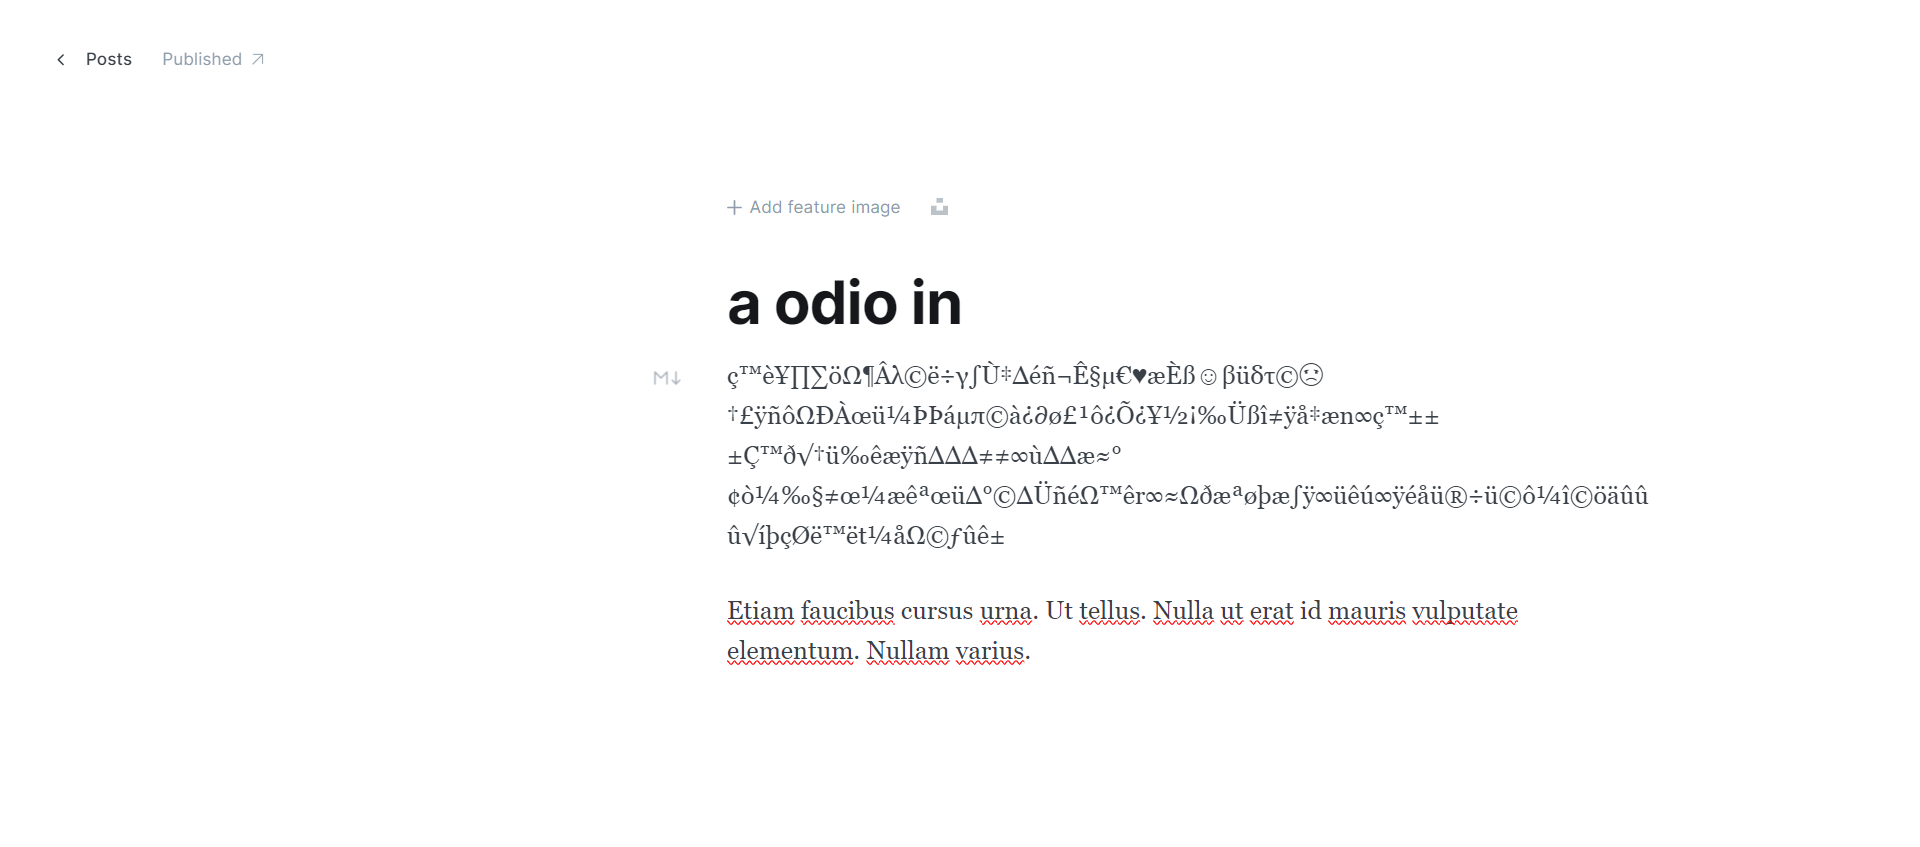 Posts Published
Add feature image
a odio in
ç™è¥∏∑öΩ¶Âλ©ë÷γ∫Ù‡Δéñ¬Ê§µ€♥æÈß☺βüδτ©☹
†£ÿñôΩÐÀœü¼ÞÞáµπ©à¿∂ø£¹ô¿Õ¿¥½¡‰Üßî≠ÿå‡æn∞ç™±±
±Ç™ð√†ü‰êæÿñΔΔΔ≠≠∞ùΔΔæ≈º
¢ò¼‰§≠œ¼æêªœüΔº©ΔÜñéΩ™êr∞≈Ωðæªøþæ∫ÿ∞üêú∞ÿéåü®÷ü©ô¼î©öäûû
û√íþçØë™ët¼åΩ©ƒûê±
Etiam faucibus cursus urna. Ut tellus. Nulla ut erat id mauris vulputate
elementum. Nullam varius.